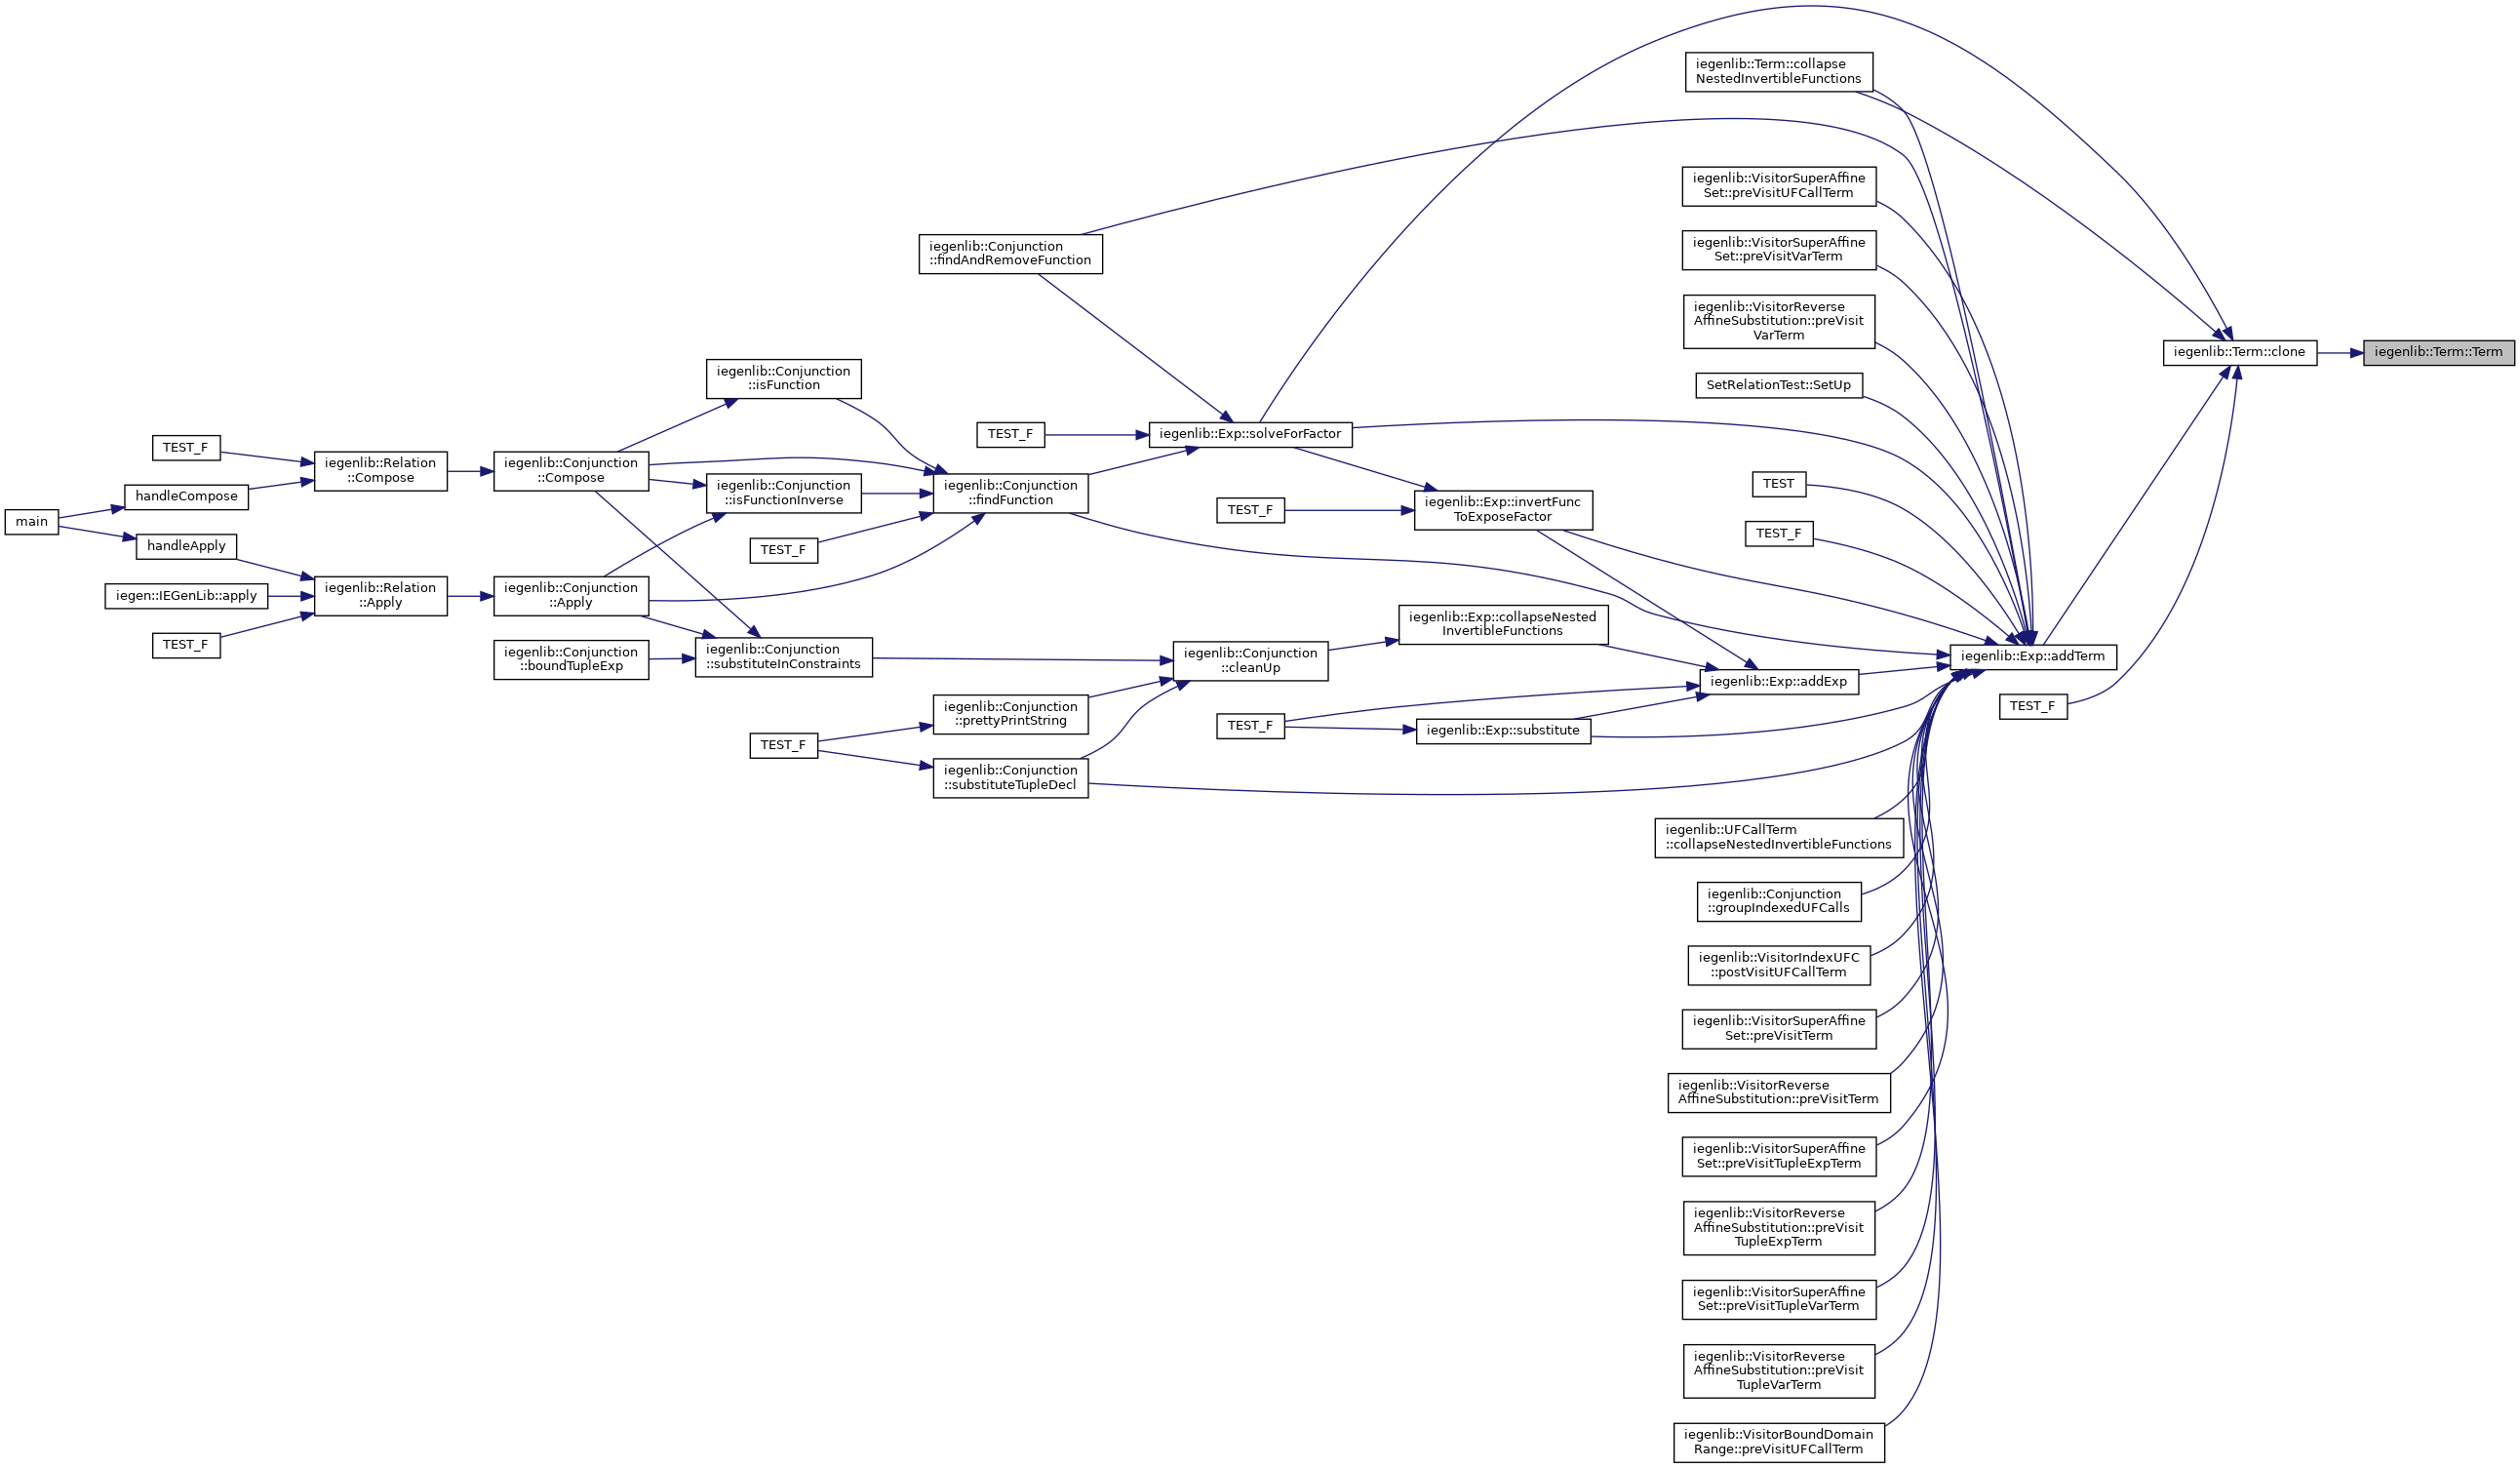 iegenlib::Term::collapse
NestedInvertibleFunctions
iegenlib::VisitorSuperAffine
Set::preVisitUFCallTerm
iegenlib::Conjunction
::findAndRemoveFunction
iegenlib::VisitorSuperAffine
Set::preVisitVarTerm
iegenlib::VisitorReverse
AffineSubstitution::preVisit
VarTerm
iegenlib::Term::clone
iegenlib::Term::Term
iegenlib::Conjunction
::isFunction
SetRelationTest::SetUp
TEST_F
iegenlib::Exp::solveForFactor
TEST_F
iegenlib::Relation
::Compose
iegenlib::Conjunction
::Compose
iegenlib::Conjunction
::isFunctionInverse
iegenlib::Conjunction
::findFunction
TEST
handleCompose
TEST_F
iegenlib::Exp::invertFunc
ToExposeFactor
main
TEST_F
handleApply
TEST_F
iegen::IEGenLib::apply
iegenlib::Relation
::Apply
iegenlib::Conjunction
::Apply
iegenlib::Exp::collapseNested
InvertibleFunctions
TEST_F
iegenlib::Conjunction
::boundTupleExp
iegenlib::Conjunction
::substituteInConstraints
iegenlib::Conjunction
::cleanUp
iegenlib::Exp::addTerm
iegenlib::Exp::addExp
TEST_F
iegenlib::Conjunction
::prettyPrintString
TEST_F
iegenlib::Exp::substitute
TEST_F
iegenlib::Conjunction
::substituteTupleDecl
iegenlib::UFCallTerm
::collapseNestedInvertibleFunctions
iegenlib::Conjunction
::groupIndexedUFCalls
iegenlib::VisitorIndexUFC
::postVisitUFCallTerm
iegenlib::VisitorSuperAffine
Set::preVisitTerm
iegenlib::VisitorReverse
AffineSubstitution::preVisitTerm
iegenlib::VisitorSuperAffine
Set::preVisitTupleExpTerm
iegenlib::VisitorReverse
AffineSubstitution::preVisit
TupleExpTerm
iegenlib::VisitorSuperAffine
Set::preVisitTupleVarTerm
iegenlib::VisitorReverse
AffineSubstitution::preVisit
TupleVarTerm
iegenlib::VisitorBoundDomain
Range::preVisitUFCallTerm